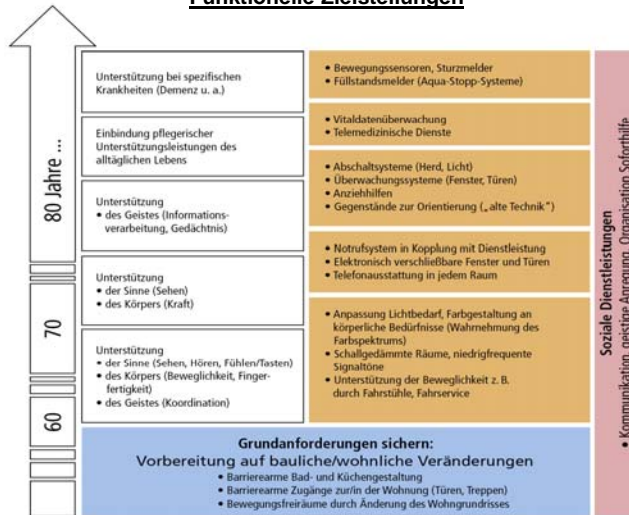 Funktionelle Zielstellungen
80 Jahre ...
70
60
Unterstützung bei spezifischen
Krankheiten (Demenz u. a.)
Einbindung pflegerischer
Unterstützungsleistungen des
alltäglichen Lebens
Unterstützung
• des Geistes (Informations-
verarbeitung, Gedächtnis)
Unterstützung
• der Sinne (Sehen)
• des Körpers (Kraft)
Unterstützung
• der Sinne (Sehen, Hören, Fühlen/Tasten)
• des Körpers (Beweglichkeit, Finger-
fertigkeit)
• des Geistes (Koordination)
• Bewegungssensoren, Sturzmelder
• Füllstandsmelder (Aqua-Stopp-Systeme)
• Vitaldatenüberwachung
• Telemedizinische Dienste
• Abschaltsysteme (Herd, Licht)
• Überwachungssysteme (Fenster, Türen)
• Anziehhilfen
• Gegenstände zur Orientierung („alte Technik")
• Notrufsystem in Kopplung mit Dienstleistung
• Elektronisch verschließbare Fenster und Türen
• Telefonausstattung in jedem Raum
• Anpassung Lichtbedarf, Farbgestaltung an
körperliche Bedürfnisse (Wahrnehmung des
Farbspektrums)
• Schallgedämmte Räume, niedrigfrequente
Signaltöne
• Unterstützung der Beweglichkeit z. B.
durch Fahrstühle, Fahrservice
Soziale Dienstleistungen
• Kommunikation, geistige Anregung, Organisation Soforthilfe
Grundanforderungen sichern:
Vorbereitung auf bauliche/wohnliche Veränderungen
• Barrierearme Bad- und Küchengestaltung
• Barrierearme Zugänge zur/in der Wohnung (Türen, Treppen)
• Bewegungsfreiräume durch Änderung des Wohngrundrisses